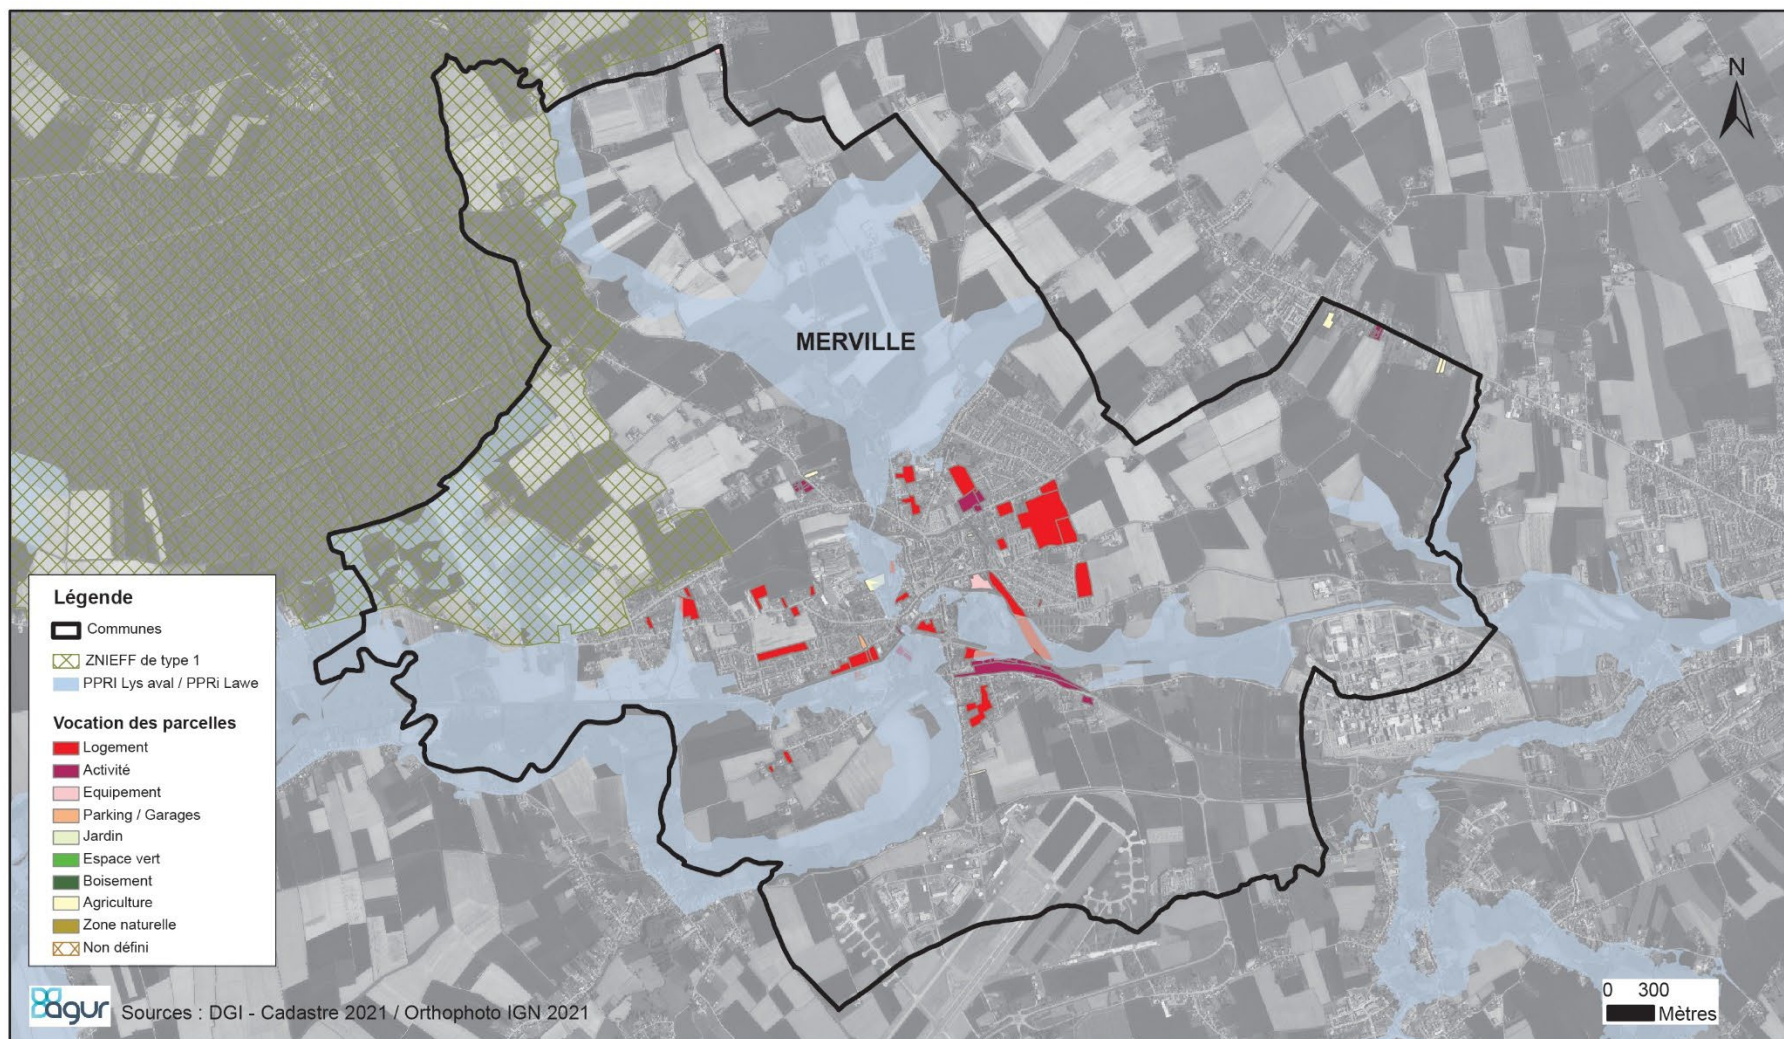 N
MERVILLE
Légende
Communes
ZNIEFF de type 1
PPRI Lys aval / PPRi Lawe
Vocation des parcelles
Logement
Activité
Equipement
Parking / Garages
Jardin
Espace vert
Boisement
Agriculture
Zone naturelle
Non défini
agur Sources : DGI - Cadastre 2021 / Orthophoto IGN 2021
0 300
Mètres